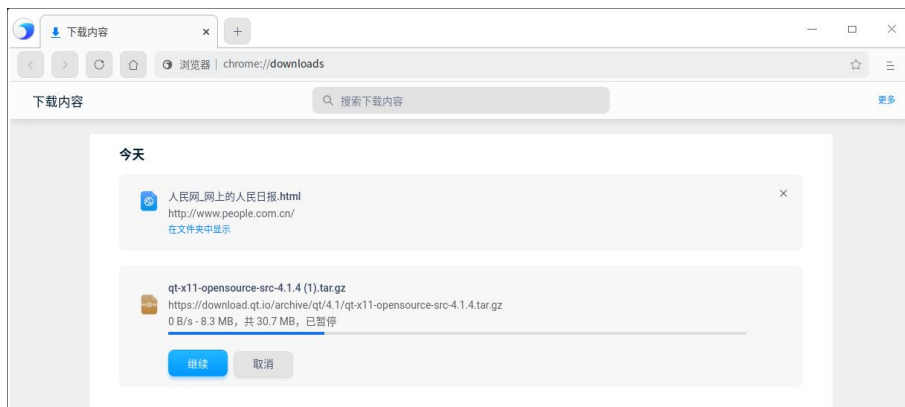 下载内容
浏览器 | chrome://downloads
下载内容
搜索下载内容
更多
今天
人民网_网上的人民日报.html
http://www.people.com.cn/
在文件夹中显示
qt-x11-opensource-src-4.1.4 (1).tar.gz
https://download.qt.io/archive/qt/4.1/qt-x11-opensource-src-4.1.4.tar.gz
0 B/s - 8.3 MB，共 30.7 MB，已暂停
继续 取消